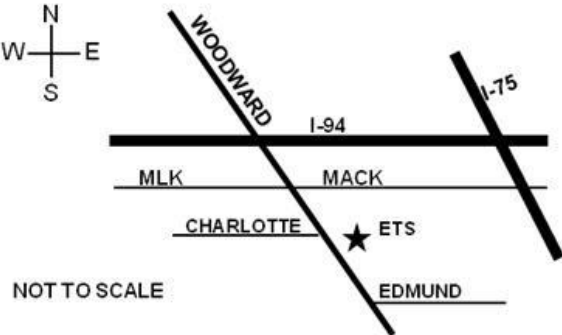 N
W E
S
WOODWARD
I-75
I-94
MLK MACK
CHARLOTTE
ETS
NOT TO SCALE
EDMUND